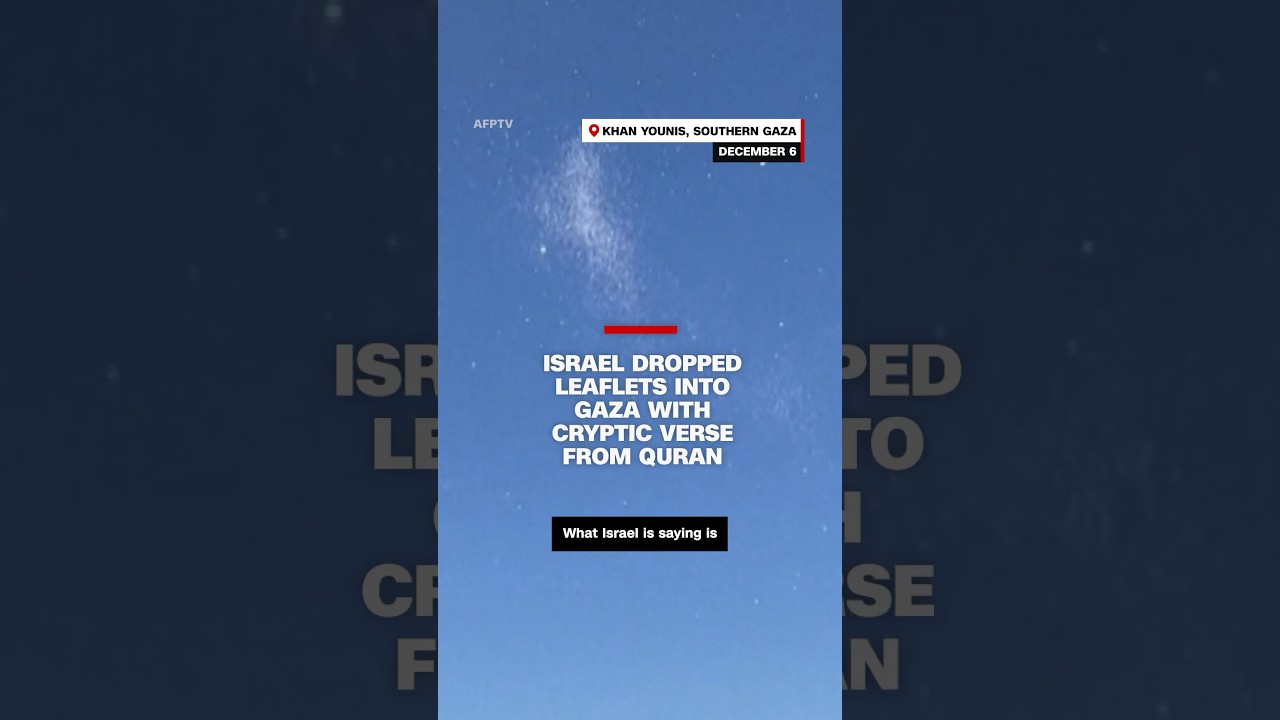 AFPTV
KHAN YOUNIS, SOUTHERN GAZA
DECEMBER 6
ISRAEL DROPPED
LEAFLETS INTO
GAZA WITH
CRYPTIC VERSE
FROM QURAN
What Israel is saying is